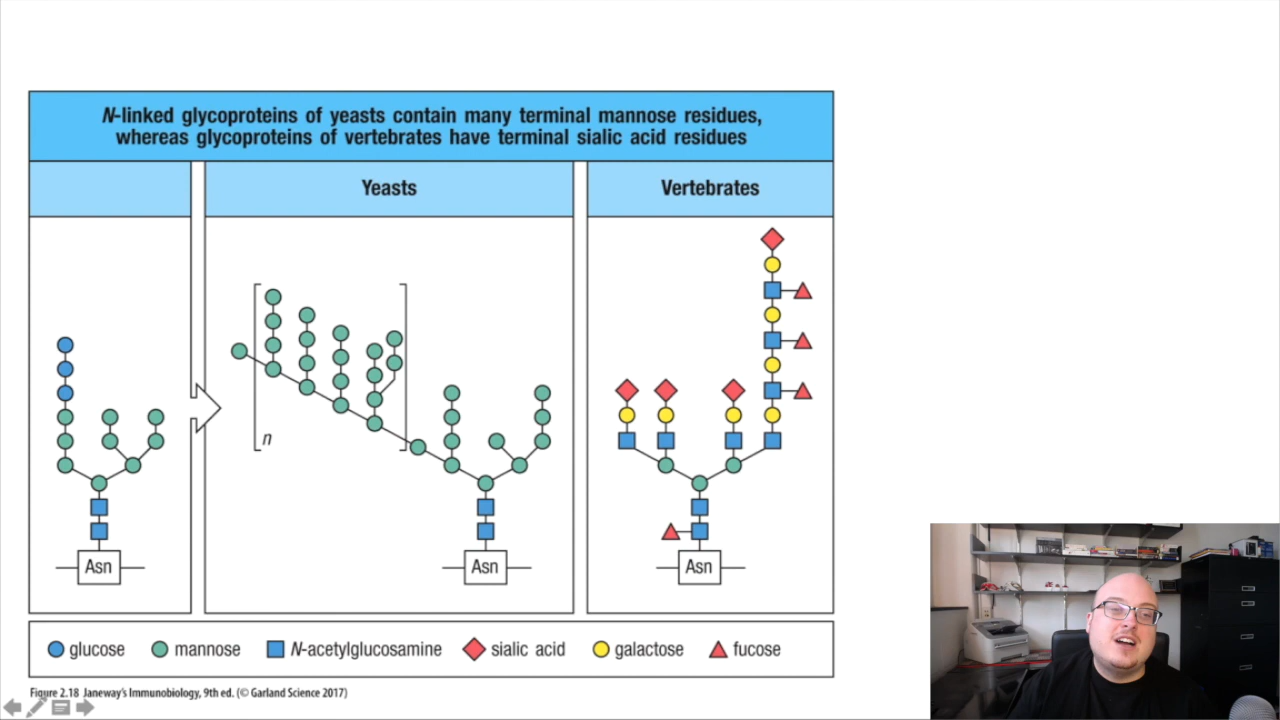 N-linked glycoproteins of yeasts contain many terminal mannose residues,
whereas glycoproteins of vertebrates have terminal sialic acid residues
Yeasts
Vertebrates
n
Asn
Asn
Asn
glucose
mannose
N-acetylglucosamine
sialic acid
galactose
fucose
Figure 2.18 Janeway's Immunobiology, 9th ed. (© Garland Science 2017)